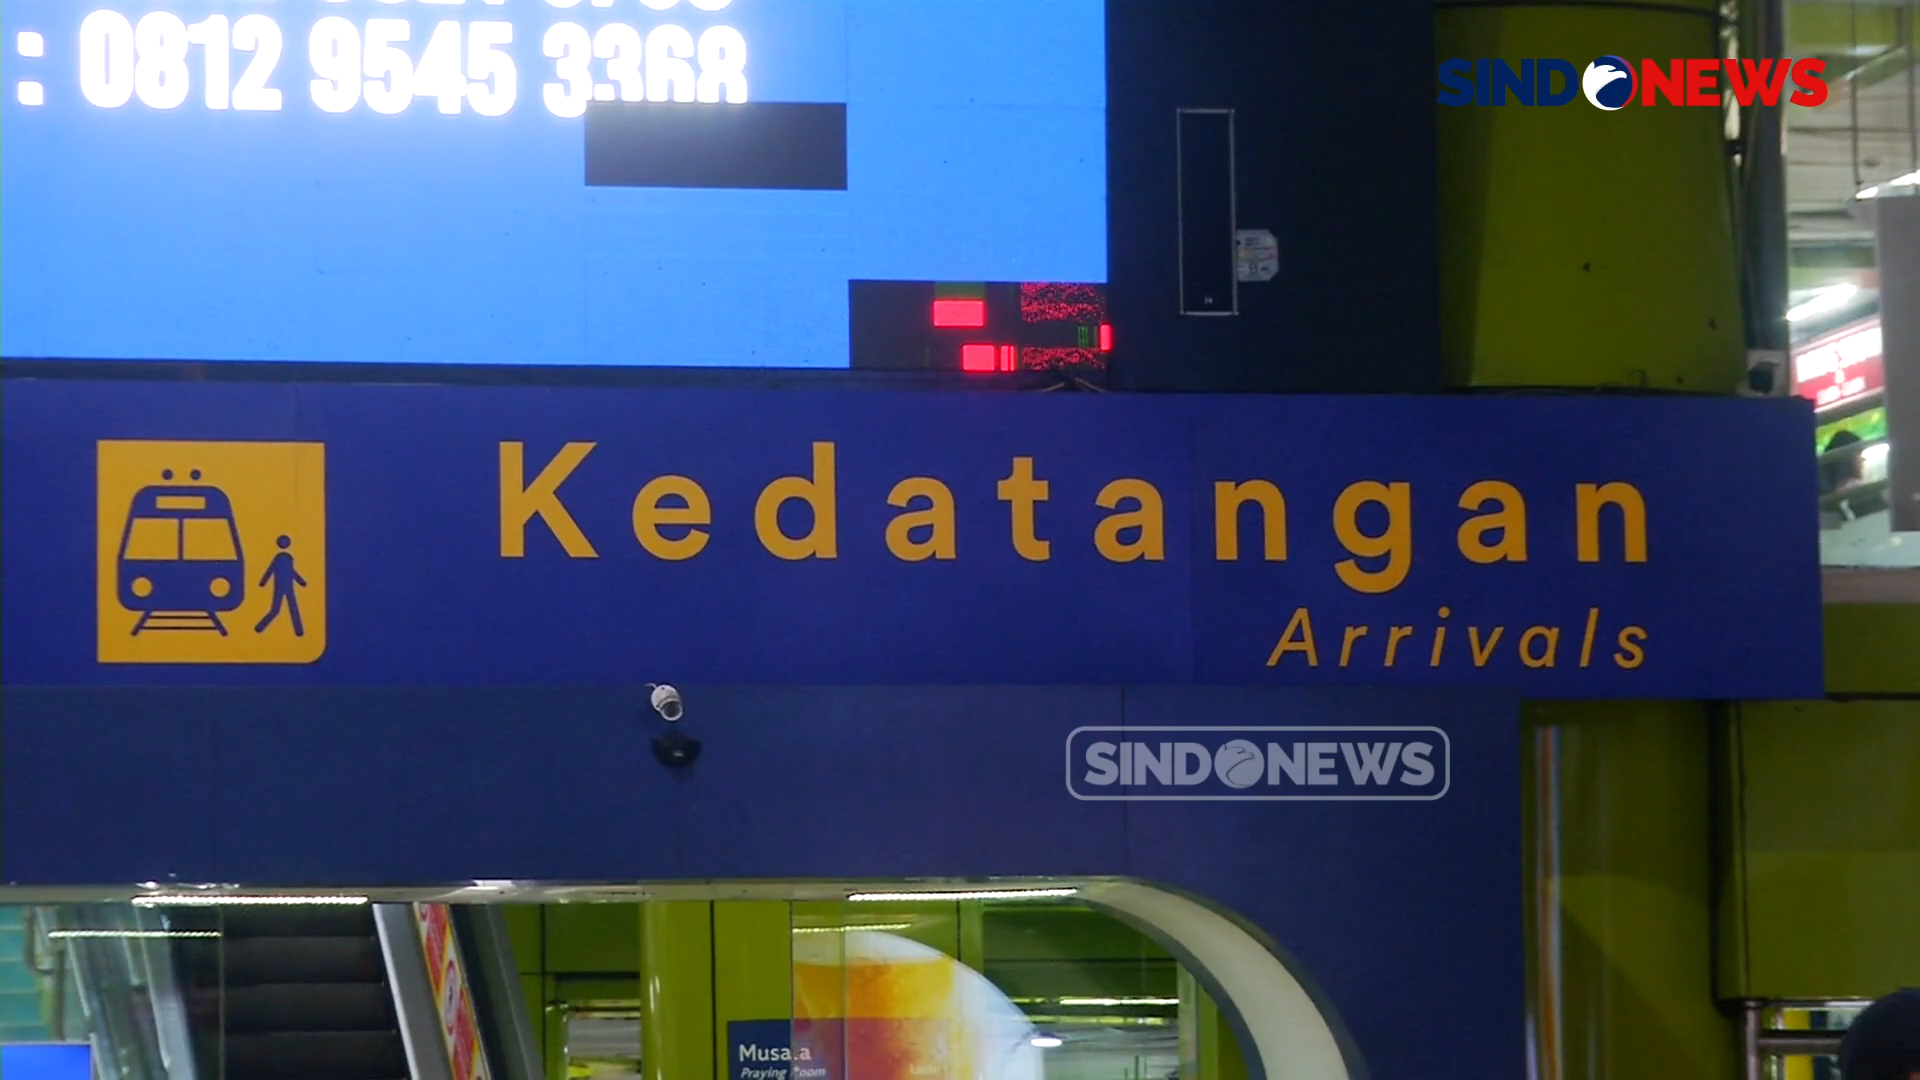 : 0812 9545 3368
SINDONEWS
Kedatangan
Arrivals
SINDONEWS
Musala
Praying Room